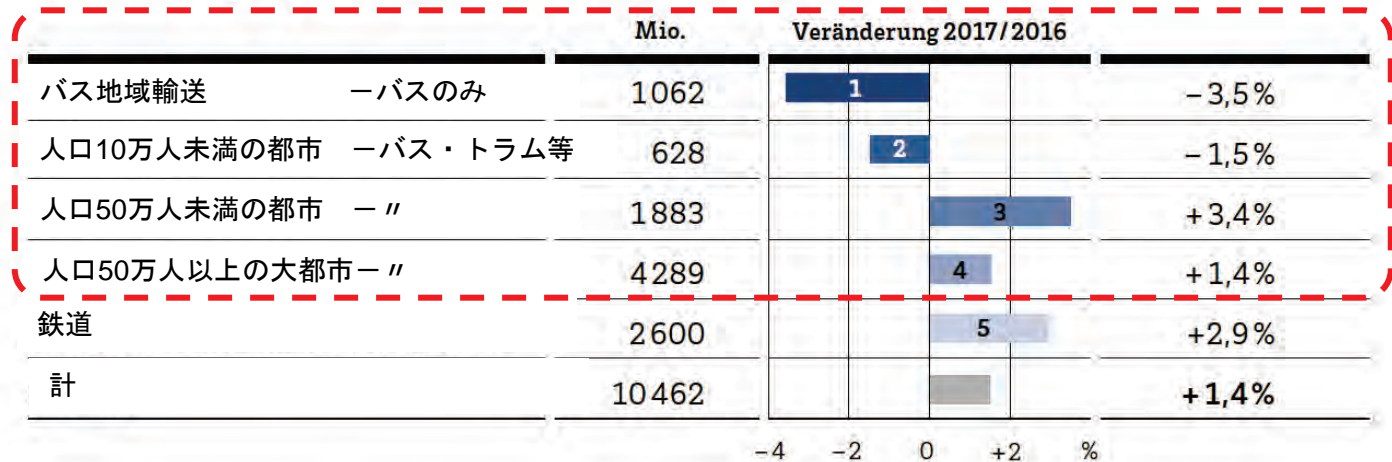 Mio. Veränderung 2017/2016
バス地域輸送 －バスのみ 1062 1 －3,5%
人口10万人未満の都市 －バス・トラム等 628 2 －1,5%
人口50万人未満の都市 －〃 1883 3 +3,4%
人口50万人以上の大都市－〃 4289 4 +1,4%
鉄道 2600 5 +2,9%
計 10462 +1,4%
－4 －2 0 +2 %